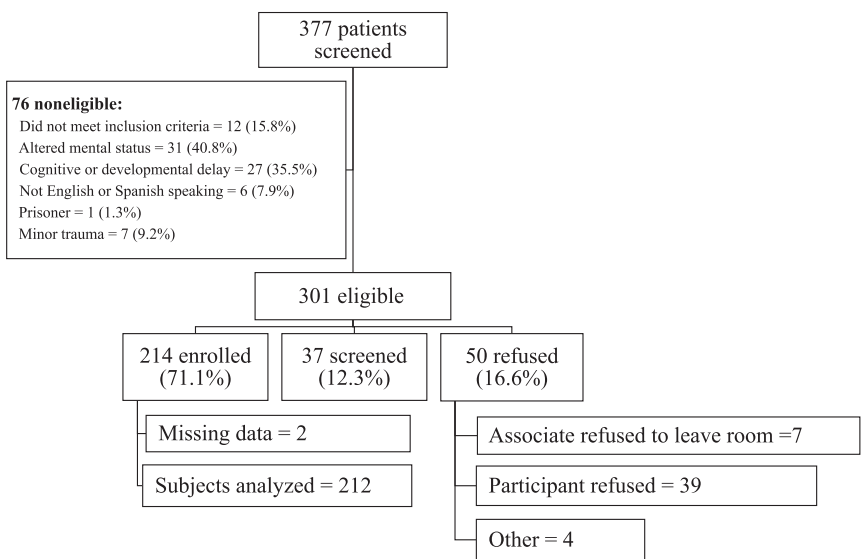 377 patients
screened
76 noneligible:
Did not meet inclusion criteria = 12 (15.8%)
Altered mental status = 31 (40.8%)
Cognitive or developmental delay = 27 (35.5%)
Not English or Spanish speaking = 6 (7.9%)
Prisoner = 1 (1.3%)
Minor trauma = 7 (9.2%)
301 eligible
214 enrolled
(71.1%)
37 screened
(12.3%)
50 refused
(16.6%)
Missing data = 2
Subjects analyzed = 212
Associate refused to leave room =7
Participant refused = 39
Other = 4